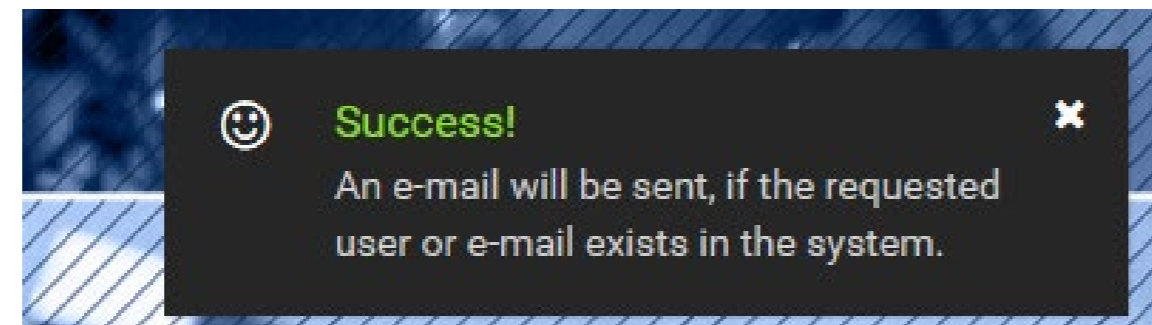 Success!
An e-mail will be sent, if the requested
user or e-mail exists in the system.